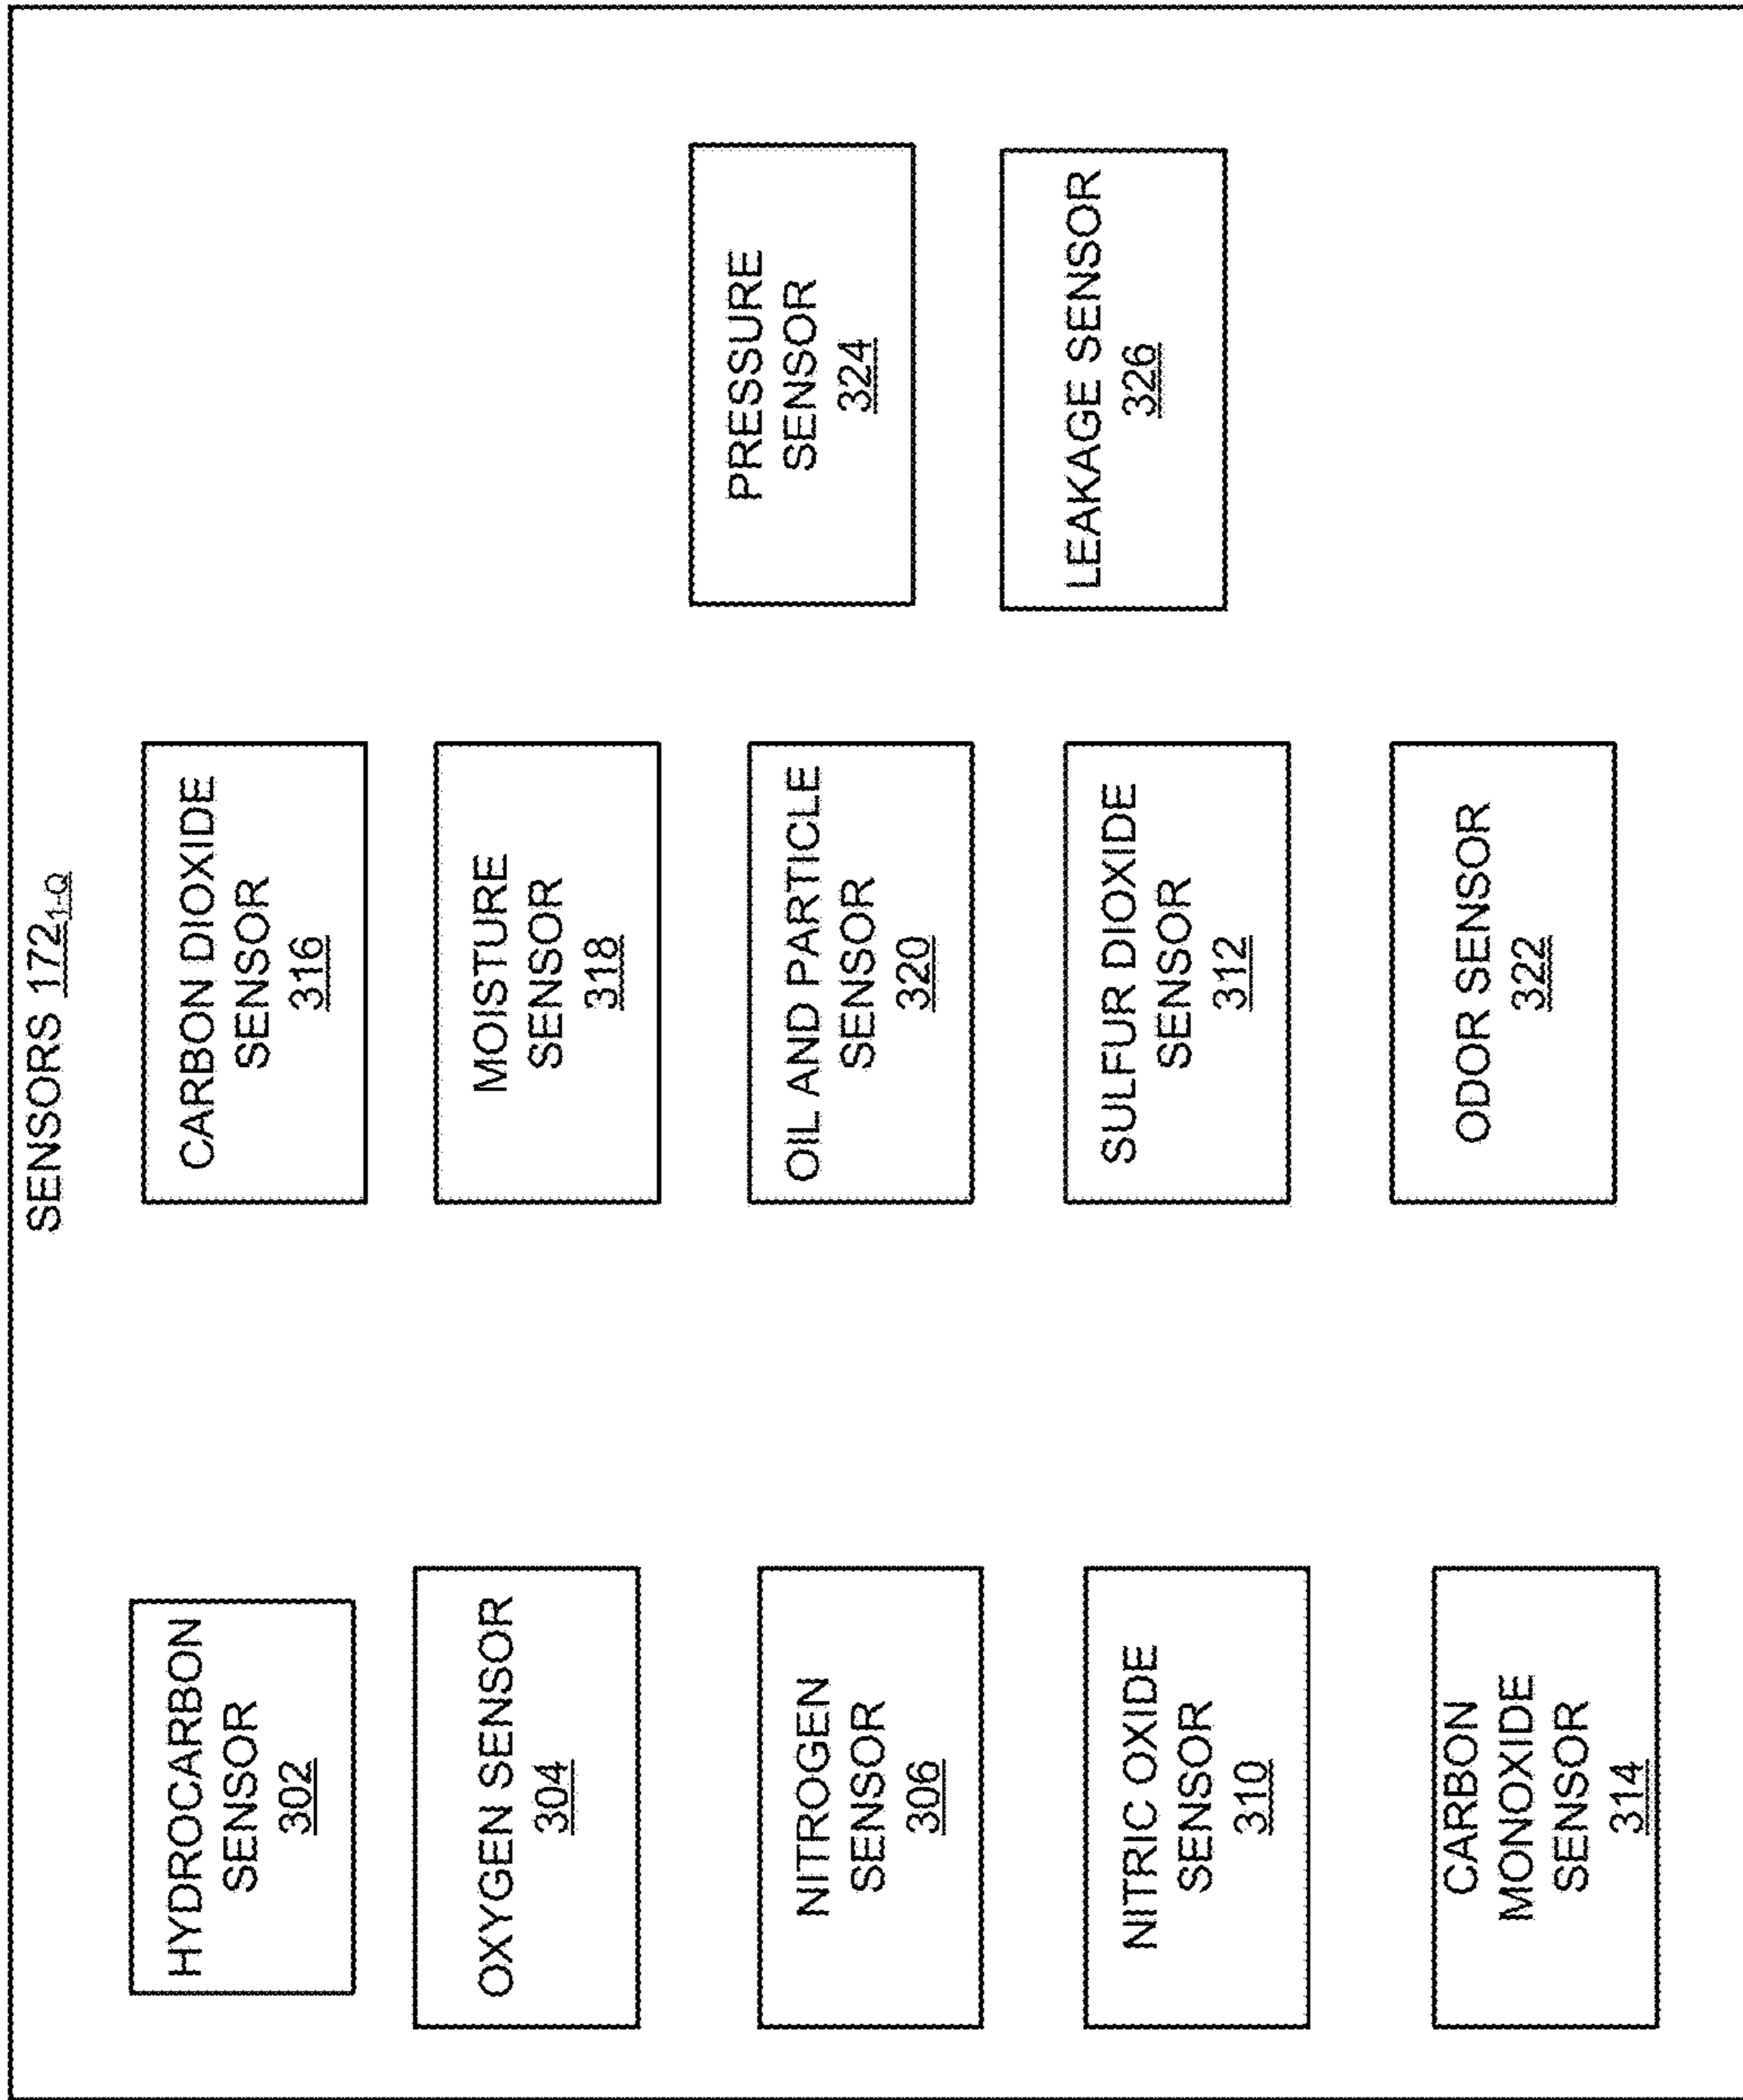 SENSORS 172₁₋Q
HYDROCARBON
SENSOR
302
OXYGEN SENSOR
304
NITROGEN
SENSOR
306
NITRIC OXIDE
SENSOR
310
CARBON
MONOXIDE
SENSOR
314
CARBON DIOXIDE
SENSOR
316
MOISTURE
SENSOR
318
OIL AND PARTICLE
SENSOR
320
SULFUR DIOXIDE
SENSOR
312
ODOR SENSOR
322
PRESSURE
SENSOR
324
LEAKAGE SENSOR
326